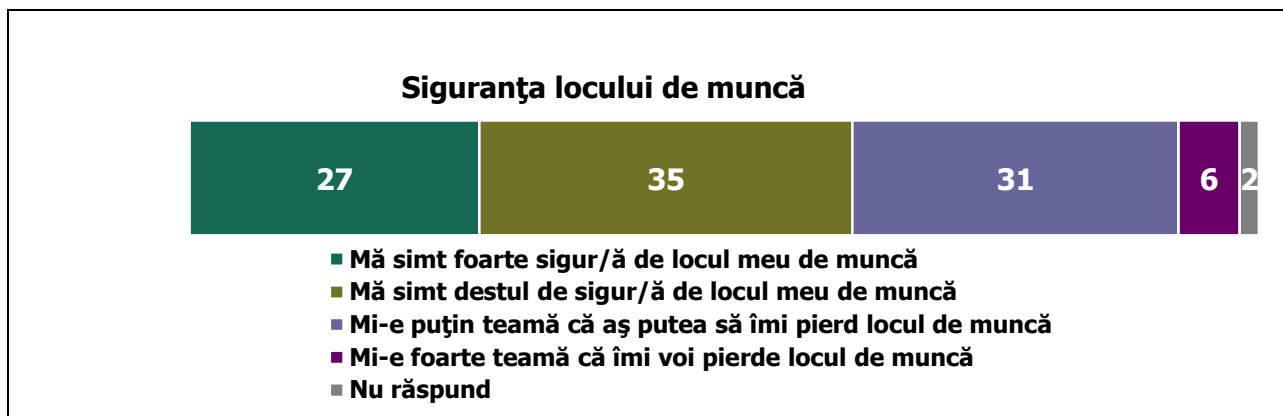 Siguranţa locului de muncă
27 35 31 6 2
Mă simt foarte sigur/ă de locul meu de muncă
Mă simt destul de sigur/ă de locul meu de muncă
Mi-e puţin teamă că aş putea să îmi pierd locul de muncă
Mi-e foarte teamă că îmi voi pierde locul de muncă
Nu răspund